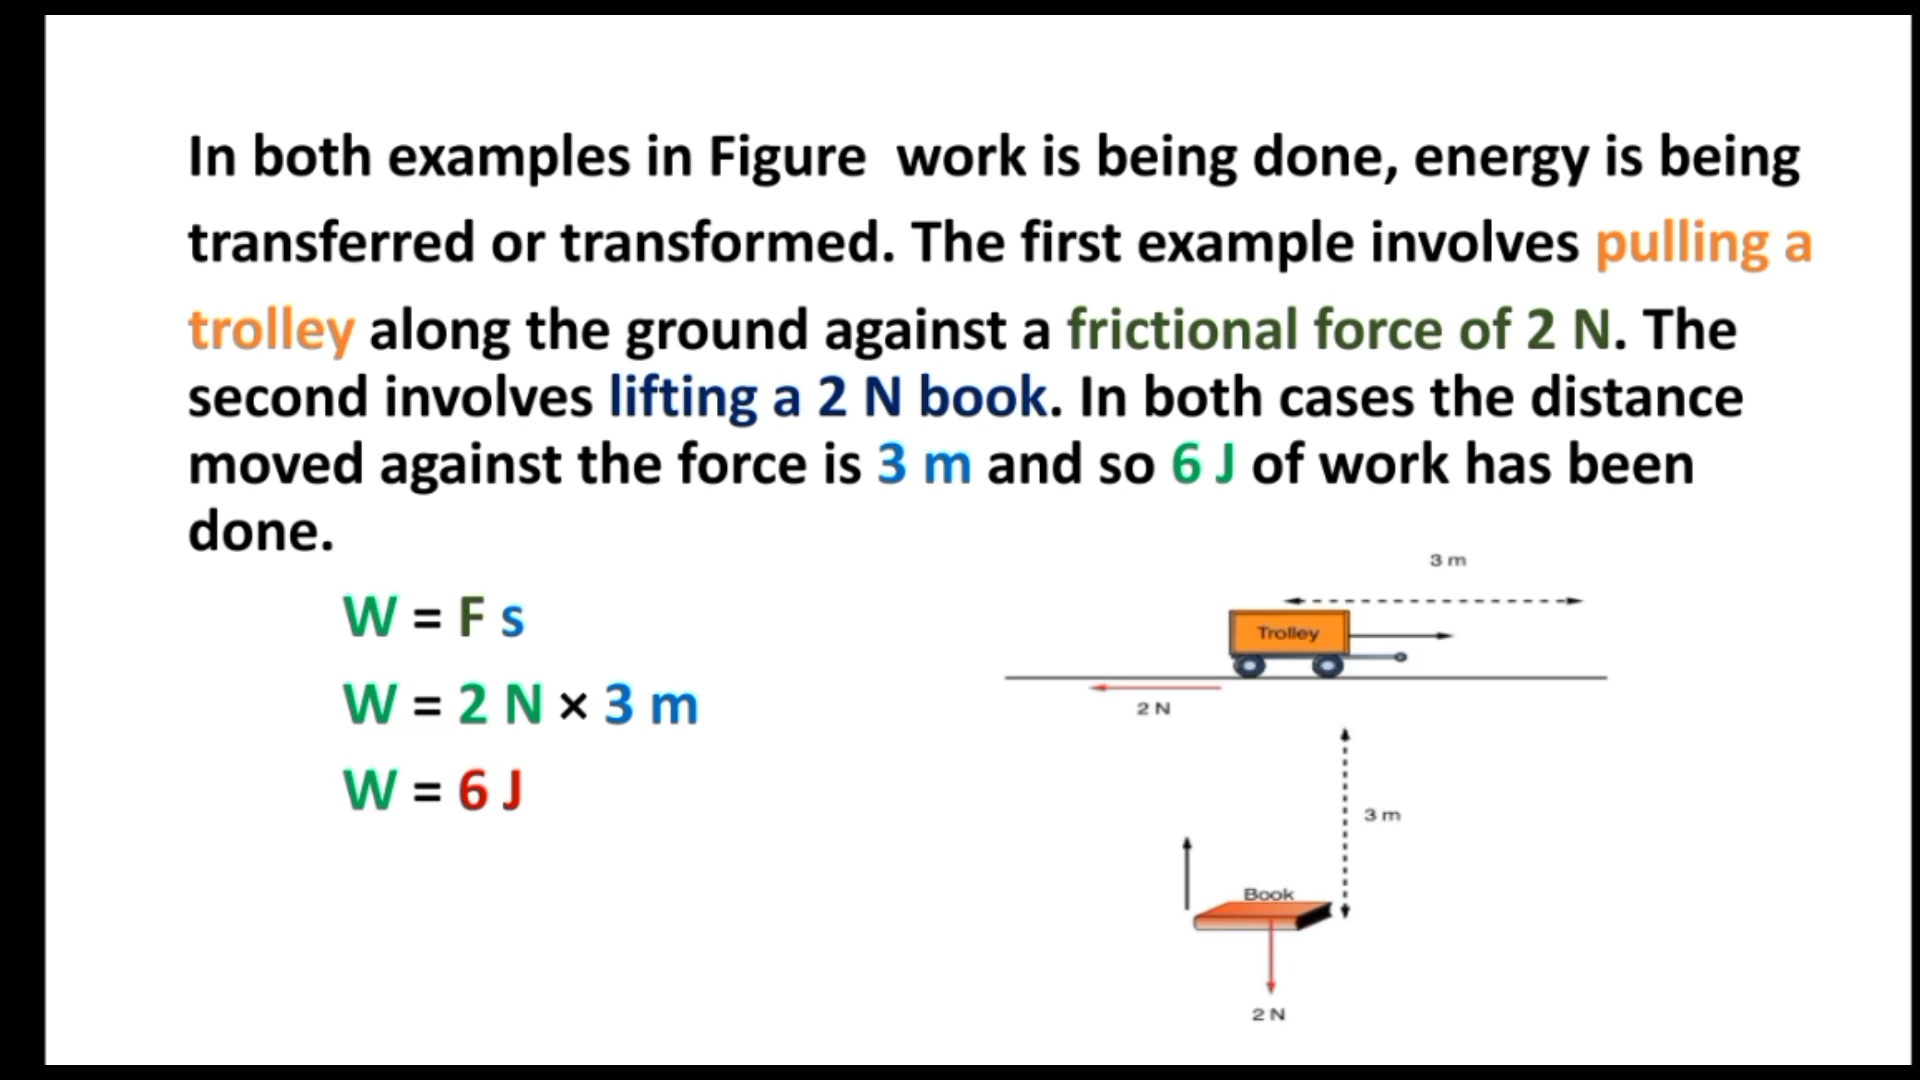 In both examples in Figure  work is being done, energy is being
transferred or transformed. The first example involves pulling a
trolley along the ground against a frictional force of 2 N. The
second involves lifting a 2 N book. In both cases the distance
moved against the force is 3 m and so 6 J of work has been
done.
W = F s
W = 2 N × 3 m
W = 6 J
3 m
Trolley
2 N
3 m
Book
2 N